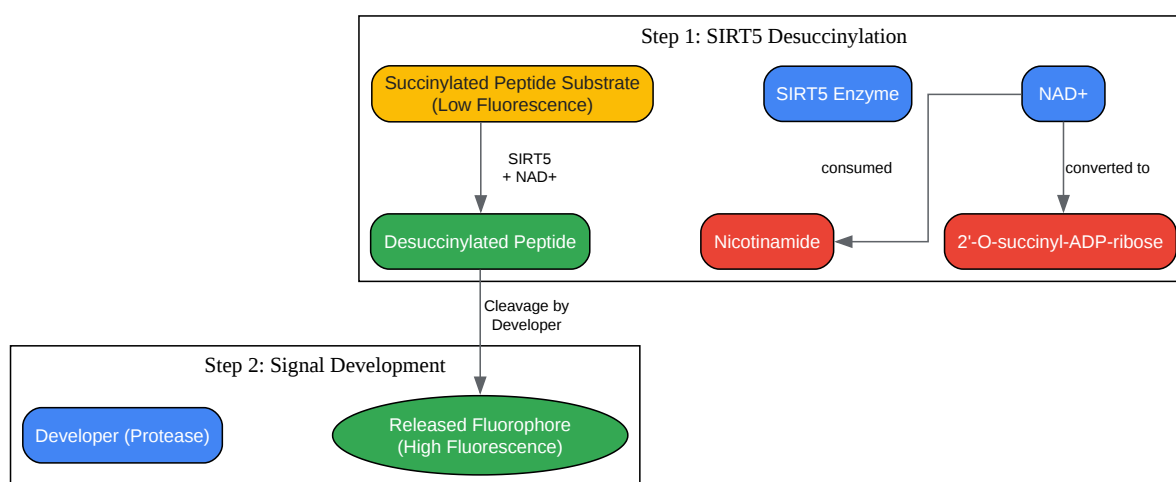 Step 1: SIRT5 Desuccinylation
Succinylated Peptide Substrate
(Low Fluorescence)
SIRT5 Enzyme
NAD+
SIRT5
+ NAD+
consumed
converted to
Desuccinylated Peptide
Nicotinamide
2'-O-succinyl-ADP-ribose
Cleavage by
Developer
Step 2: Signal Development
Developer (Protease)
Released Fluorophore
(High Fluorescence)